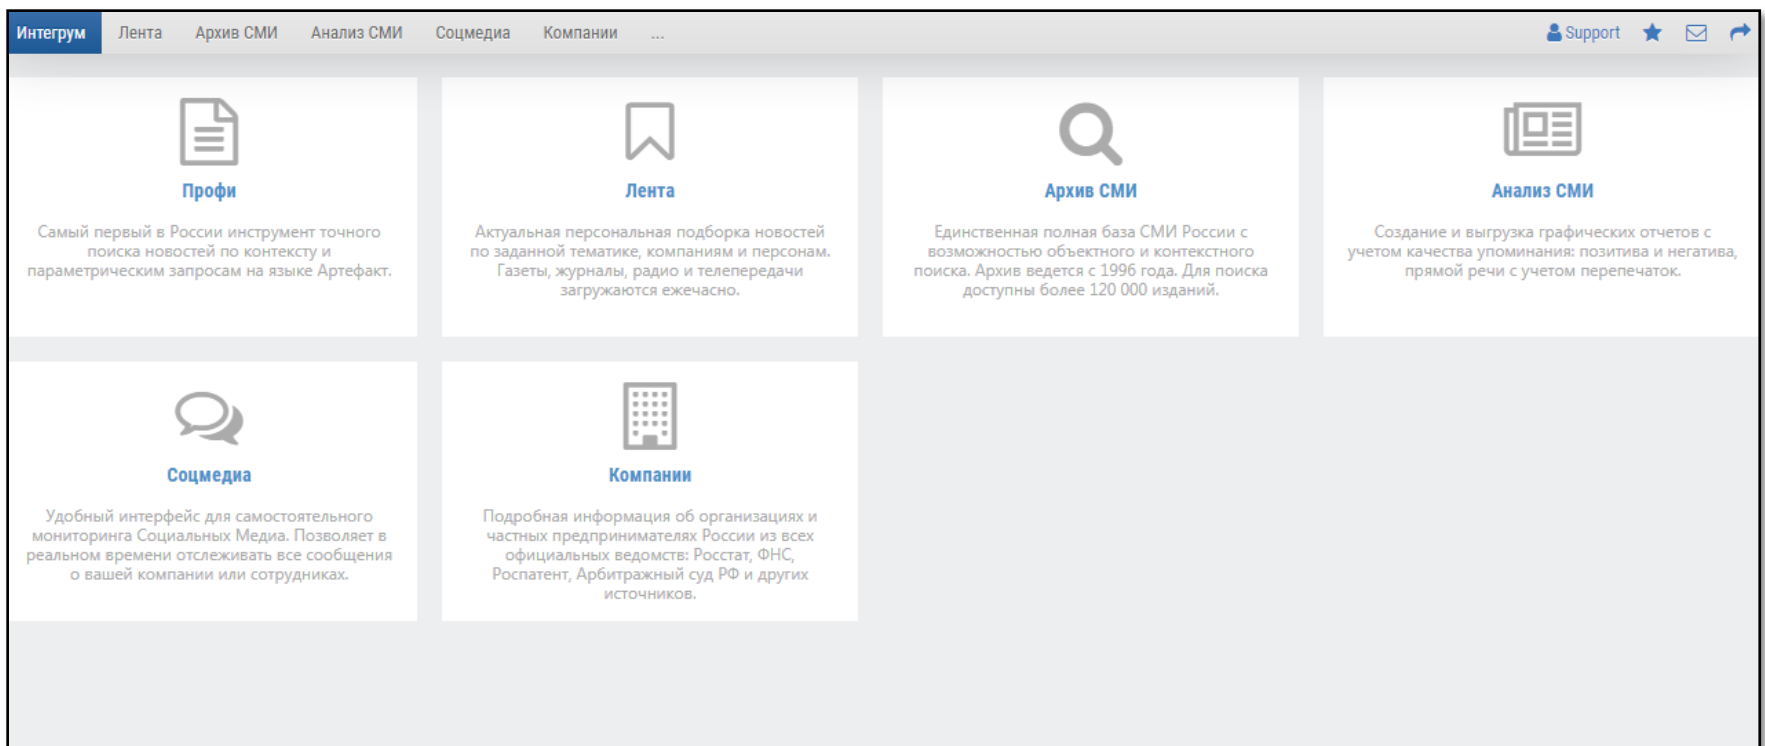 Интегрум Лента Архив СМИ Анализ СМИ Соцмедиа Компании ... Support
Профи
Самый первый в России инструмент точного
поиска новостей по контексту и
параметрическим запросам на языке Артефакт.
Лента
Актуальная персональная подборка новостей
по заданной тематике, компаниям и персонам.
Газеты, журналы, радио и телепередачи
загружаются ежечасно.
Архив СМИ
Единственная полная база СМИ России с
возможностью объектного и контекстного
поиска. Архив ведется с 1996 года. Для поиска
доступны более 120 000 изданий.
Анализ СМИ
Создание и выгрузка графических отчетов с
учетом качества упоминания: позитива и негатива,
прямой речи с учетом перепечаток.
Соцмедиа
Удобный интерфейс для самостоятельного
мониторинга Социальных Медиа. Позволяет в
реальном времени отслеживать все сообщения
о вашей компании или сотрудниках.
Компании
Подробная информация об организациях и
частных предпринимателях России из всех
официальных ведомств: Росстат, ФНС,
Роспатент, Арбитражный суд РФ и других
источников.